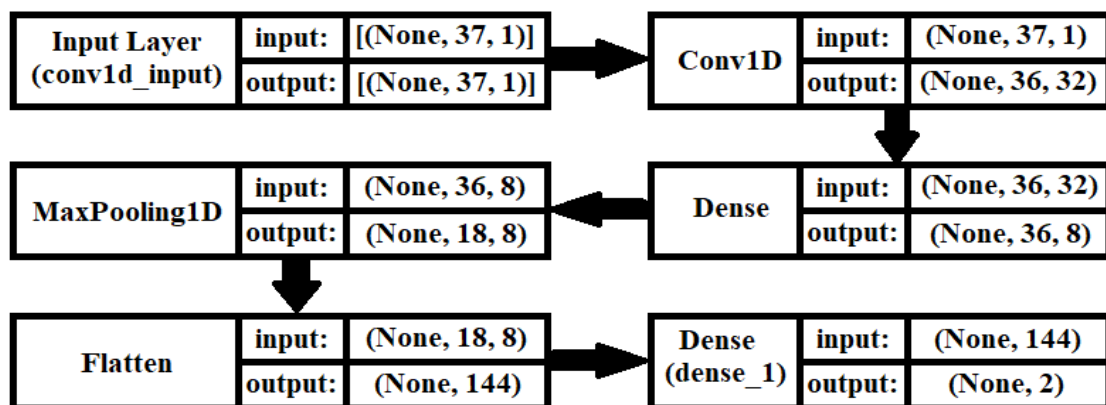 Input Layer
(conv1d_input)
input:
[(None, 37, 1)]
output:
[(None, 37, 1)]
Conv1D
input:
(None, 37, 1)
output:
(None, 36, 32)
Dense
input:
(None, 36, 32)
output:
(None, 36, 8)
MaxPooling1D
input:
(None, 36, 8)
output:
(None, 18, 8)
Flatten
input:
(None, 18, 8)
output:
(None, 144)
Dense
(dense_1)
input:
(None, 144)
output:
(None, 2)